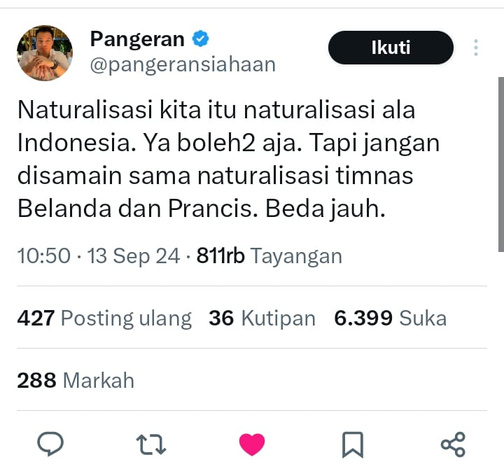 Pangeran
@pangeransiahaan
Ikuti
Naturalisasi kita itu naturalisasi ala
Indonesia. Ya boleh2 aja. Tapi jangan
disamain sama naturalisasi timnas
Belanda dan Prancis. Beda jauh.
10:50 · 13 Sep 24 · 811rb Tayangan
427 Posting ulang 36 Kutipan 6.399 Suka
288 Markah